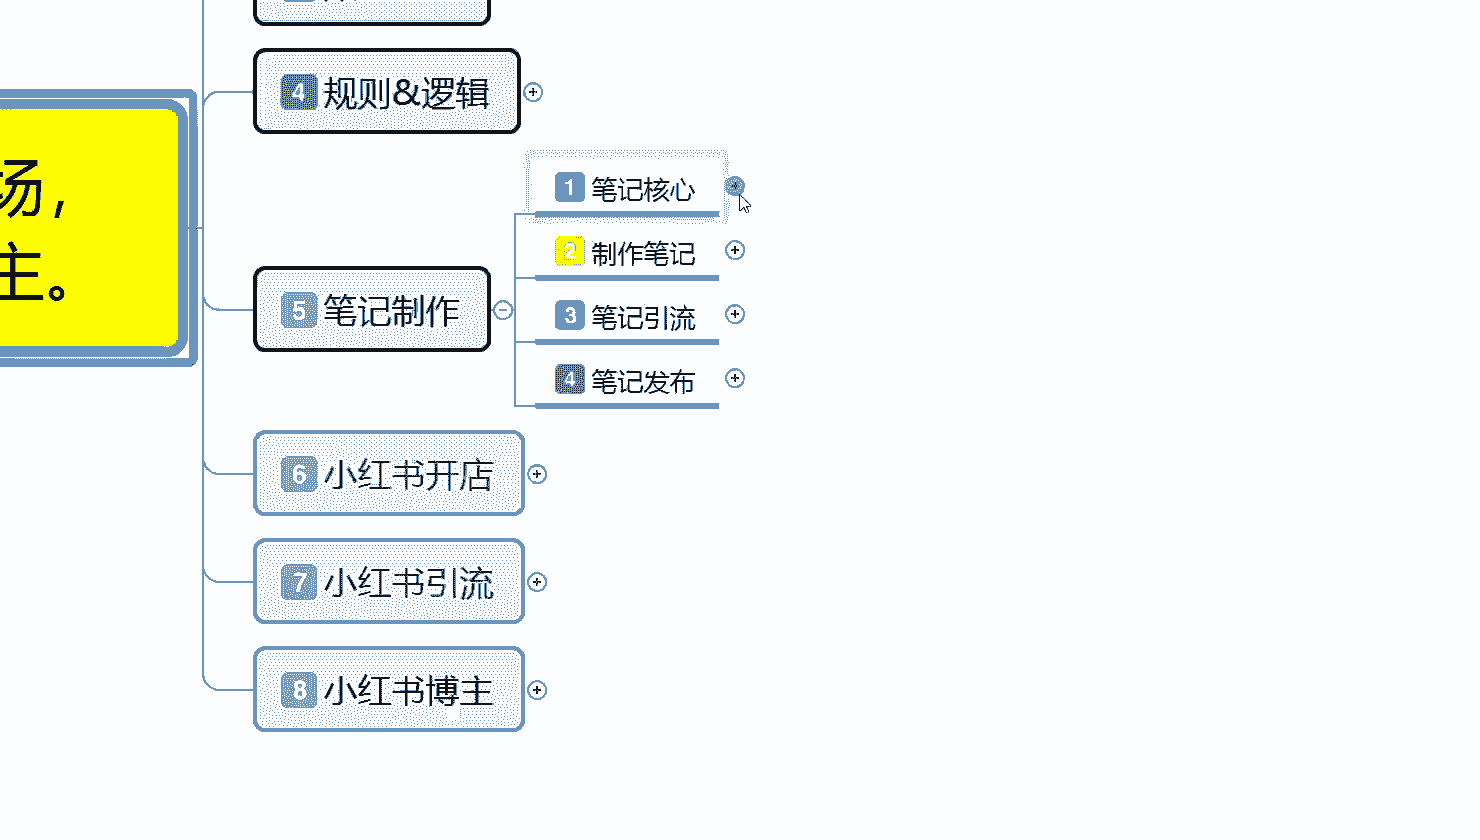 4 规则&逻辑
场，
主。
5 笔记制作
1 笔记核心
2 制作笔记
3 笔记引流
4 笔记发布
6 小红书开店
7 小红书引流
8 小红书博主